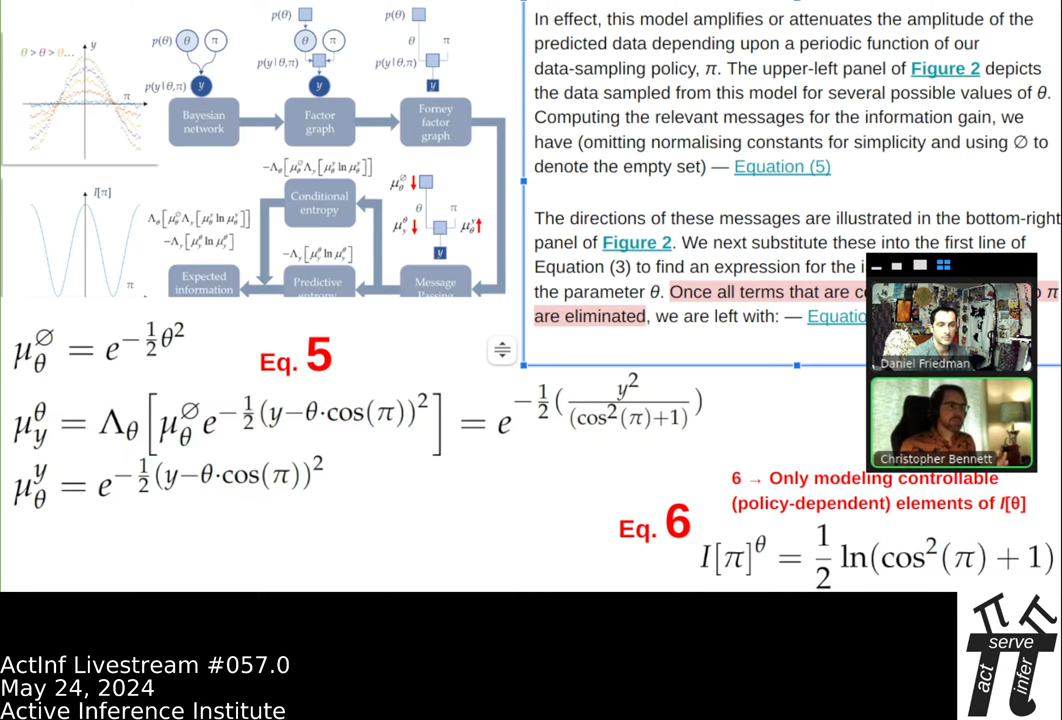 θ > θ > θ...
y
π
p(θ) θ π
p(y|θ,π)
y
Bayesian
network
p(θ)
θ π
p(y|θ,π)
y
Factor
graph
p(θ)
θ π
p(y|θ,π)
y
Forney
factor
graph
I[π]
π
Conditional
entropy
Expected
information
Predictive
entropy
Message
Passing
θ π
y
In effect, this model amplifies or attenuates the amplitude of the
predicted data depending upon a periodic function of our
data-sampling policy, π. The upper-left panel of Figure 2 depicts
the data sampled from this model for several possible values of θ.
Computing the relevant messages for the information gain, we
have (omitting normalising constants for simplicity and using ∅ to
denote the empty set) — Equation (5)
The directions of these messages are illustrated in the bottom-right
panel of Figure 2. We next substitute these into the first line of
Equation (3) to find an expression for the i
the parameter θ. Once all terms that are c π
are eliminated, we are left with: — Equatio
Daniel Friedman
Christopher Bennett
μ_θ^∅ = e^{-½θ²}
Eq. 5
μ_y^θ = Λ_θ[μ_θ^∅ e^{-½(y−θ·cos(π))²}] = e^{-½(y²/(cos²(π)+1))}
μ_θ^y = e^{-½(y−θ·cos(π))²}
6 → Only modeling controllable
(policy-dependent) elements of I[θ]
Eq. 6
I[π]^θ = ½ ln(cos²(π) + 1)
ActInf Livestream #057.0
May 24, 2024
Active Inference Institute
serve
act
infer